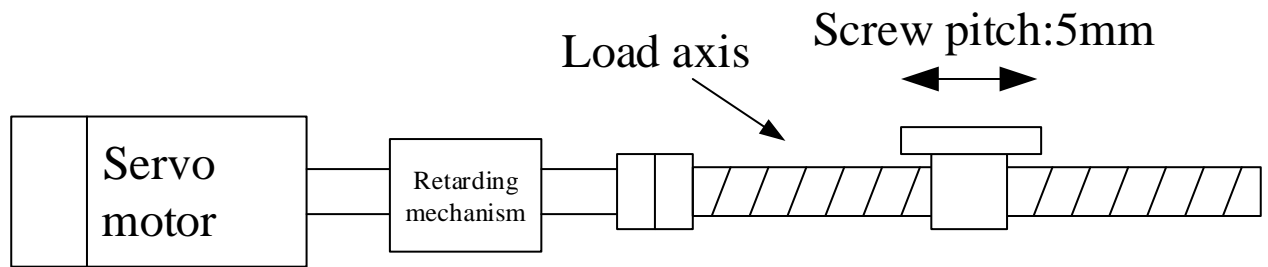 Screw pitch:5mm
Load axis
Servo
motor
Retarding
mechanism